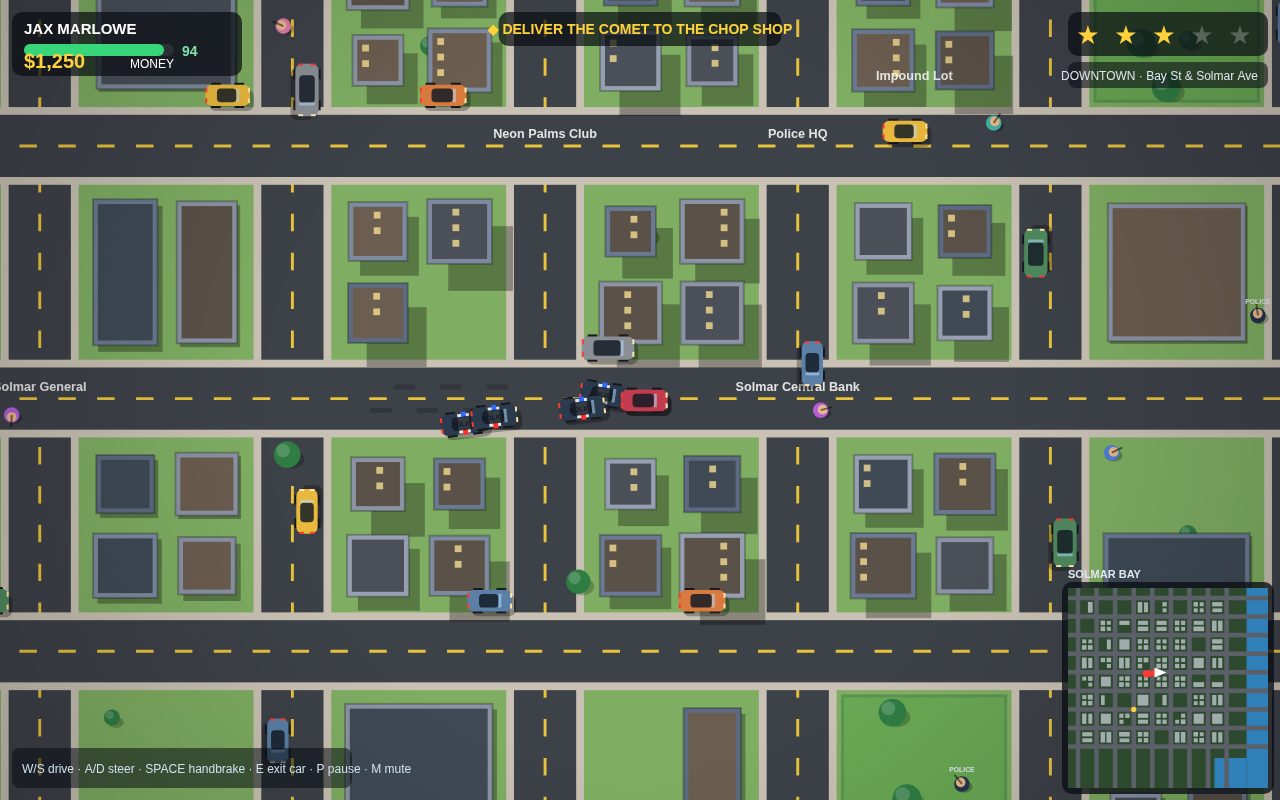 JAX MARLOWE
94
$1,250
MONEY
◆ DELIVER THE COMET TO THE CHOP SHOP
★ ★ ★ ★ ★
DOWNTOWN · Bay St & Solmar Ave
Impound Lot
Neon Palms Club
Police HQ
POLICE
Solmar General
Solmar Central Bank
SOLMAR BAY
POLICE
W/S drive · A/D steer · SPACE handbrake · E exit car · P pause · M mute